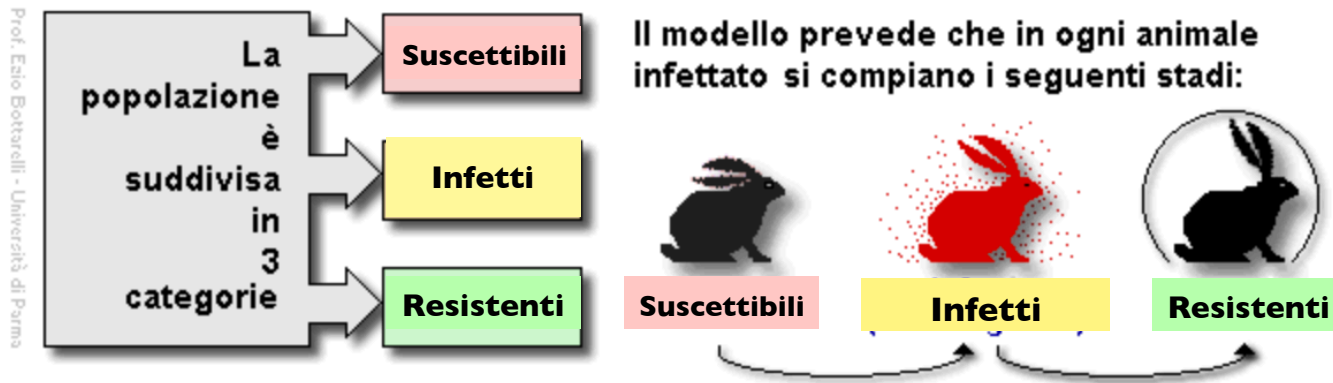 Prof. Ezio Bottarelli - Università di Parma
La
popolazione
è
suddivisa
in
3
categorie
Suscettibili
Infetti
Resistenti
Il modello prevede che in ogni animale
infettato si compiano i seguenti stadi:
Suscettibili
Infetti
Resistenti